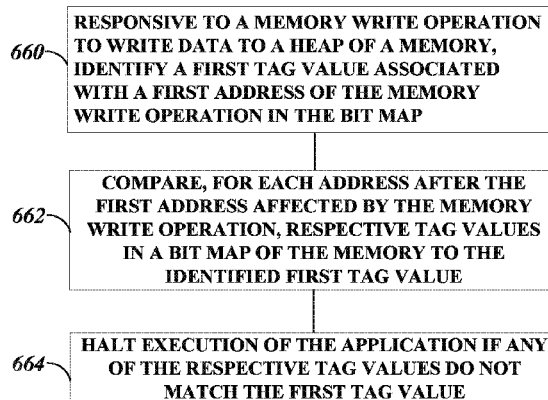 660
RESPONSIVE TO A MEMORY WRITE OPERATION
TO WRITE DATA TO A HEAP OF A MEMORY,
IDENTIFY A FIRST TAG VALUE ASSOCIATED
WITH A FIRST ADDRESS OF THE MEMORY
WRITE OPERATION IN THE BIT MAP
662
COMPARE, FOR EACH ADDRESS AFTER THE
FIRST ADDRESS AFFECTED BY THE MEMORY
WRITE OPERATION, RESPECTIVE TAG VALUES
IN A BIT MAP OF THE MEMORY TO THE
IDENTIFIED FIRST TAG VALUE
664
HALT EXECUTION OF THE APPLICATION IF ANY
OF THE RESPECTIVE TAG VALUES DO NOT
MATCH THE FIRST TAG VALUE